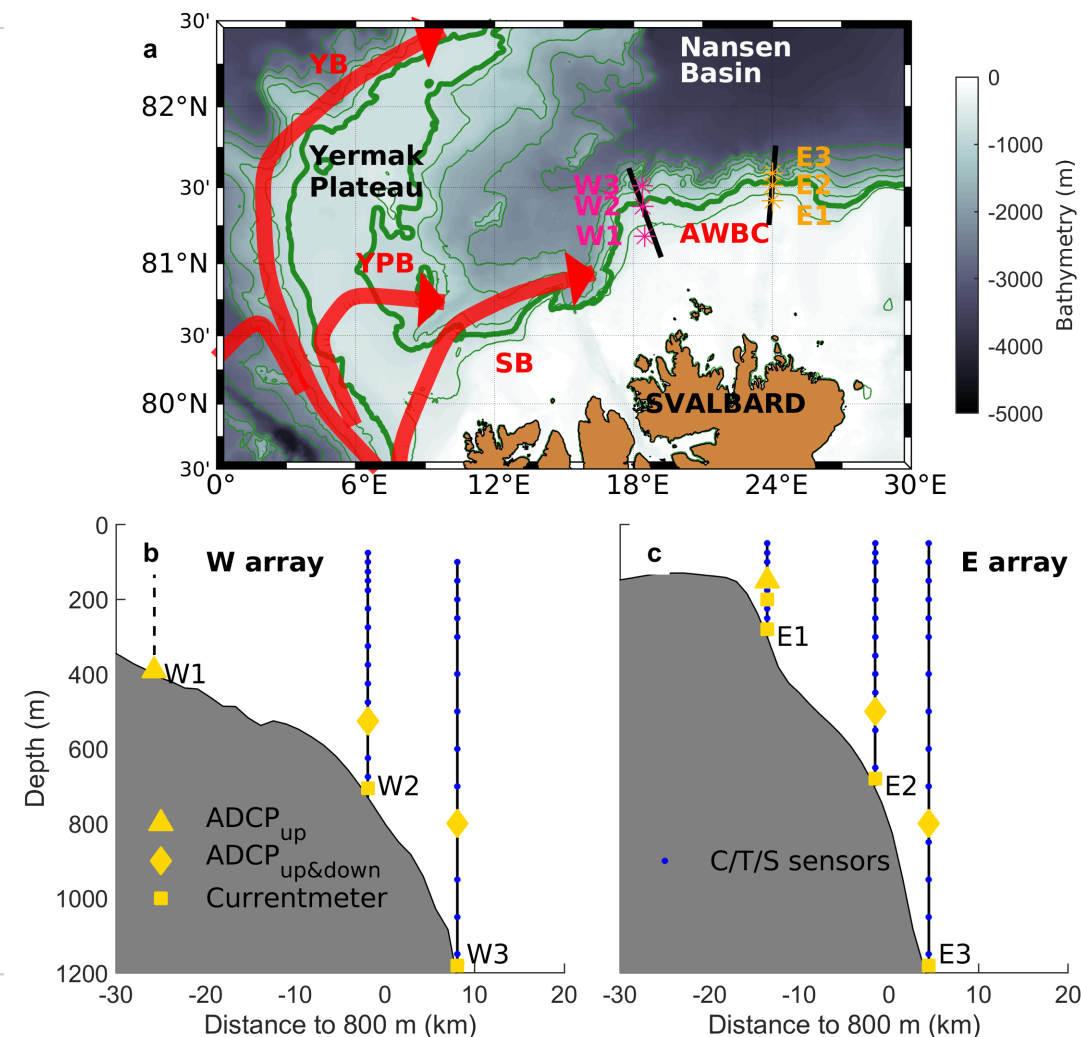 a
30'
82°N
30'
81°N
30'
80°N
30'
0°
6°E
12°E
18°E
24°E
30°E
YB
Yermak
Plateau
YPB
SB
Nansen
Basin
W3
W2
W1
E3
E2
E1
AWBC
SVALBARD
0
-1000
-2000
-3000
-4000
-5000
Bathymetry (m)
b
W array
0
200
400
600
800
1000
1200
Depth (m)
W1
W2
W3
ADCPup
ADCPup&down
Currentmeter
-30
-20
-10
0
10
20
Distance to 800 m (km)
c
E array
E1
E2
E3
C/T/S sensors
-30
-20
-10
0
10
20
Distance to 800 m (km)